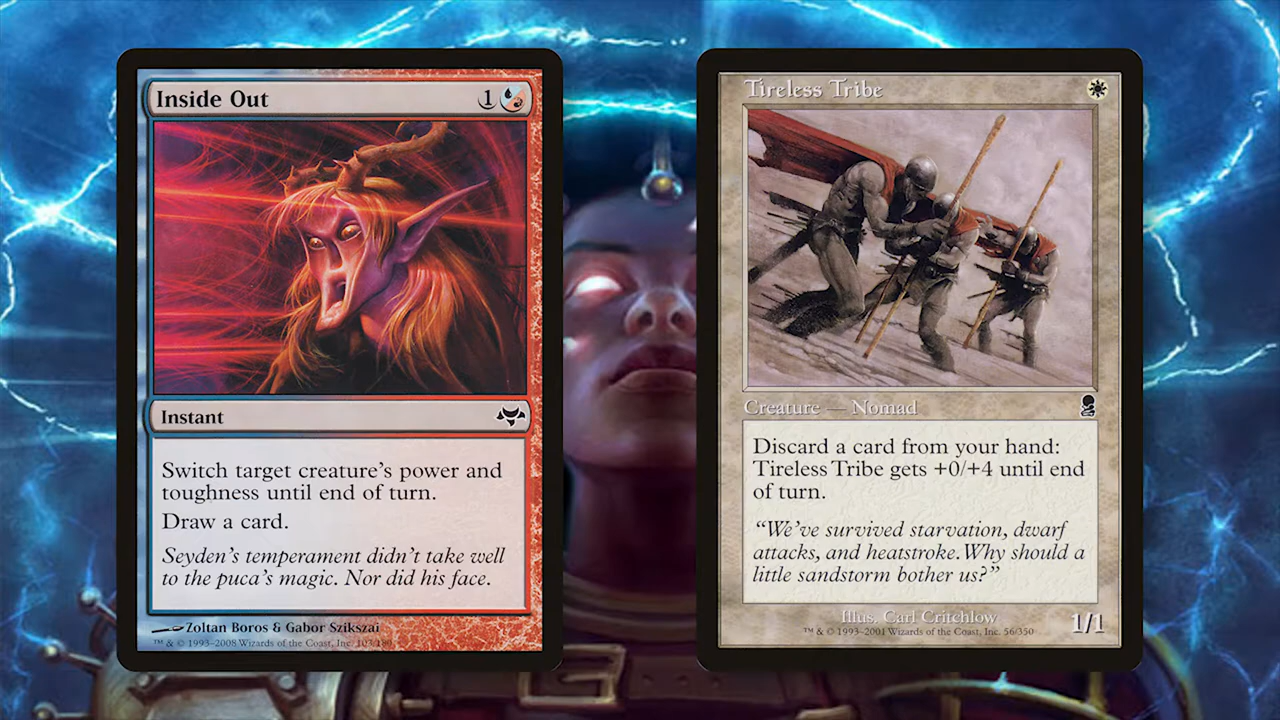 Inside Out 1
Instant
Switch target creature's power and
toughness until end of turn.
Draw a card.
Seyden's temperament didn't take well
to the puca's magic. Nor did his face.
Zoltan Boros & Gabor Szikszai
™ & © 1993–2008 Wizards of the Coast, Inc. 103/180
Tireless Tribe
Creature — Nomad
Discard a card from your hand:
Tireless Tribe gets +0/+4 until end
of turn.
"We've survived starvation, dwarf
attacks, and heatstroke. Why should a
little sandstorm bother us?"
Illus. Carl Critchlow
™ & © 1993–2001 Wizards of the Coast, Inc. 56/350
1/1